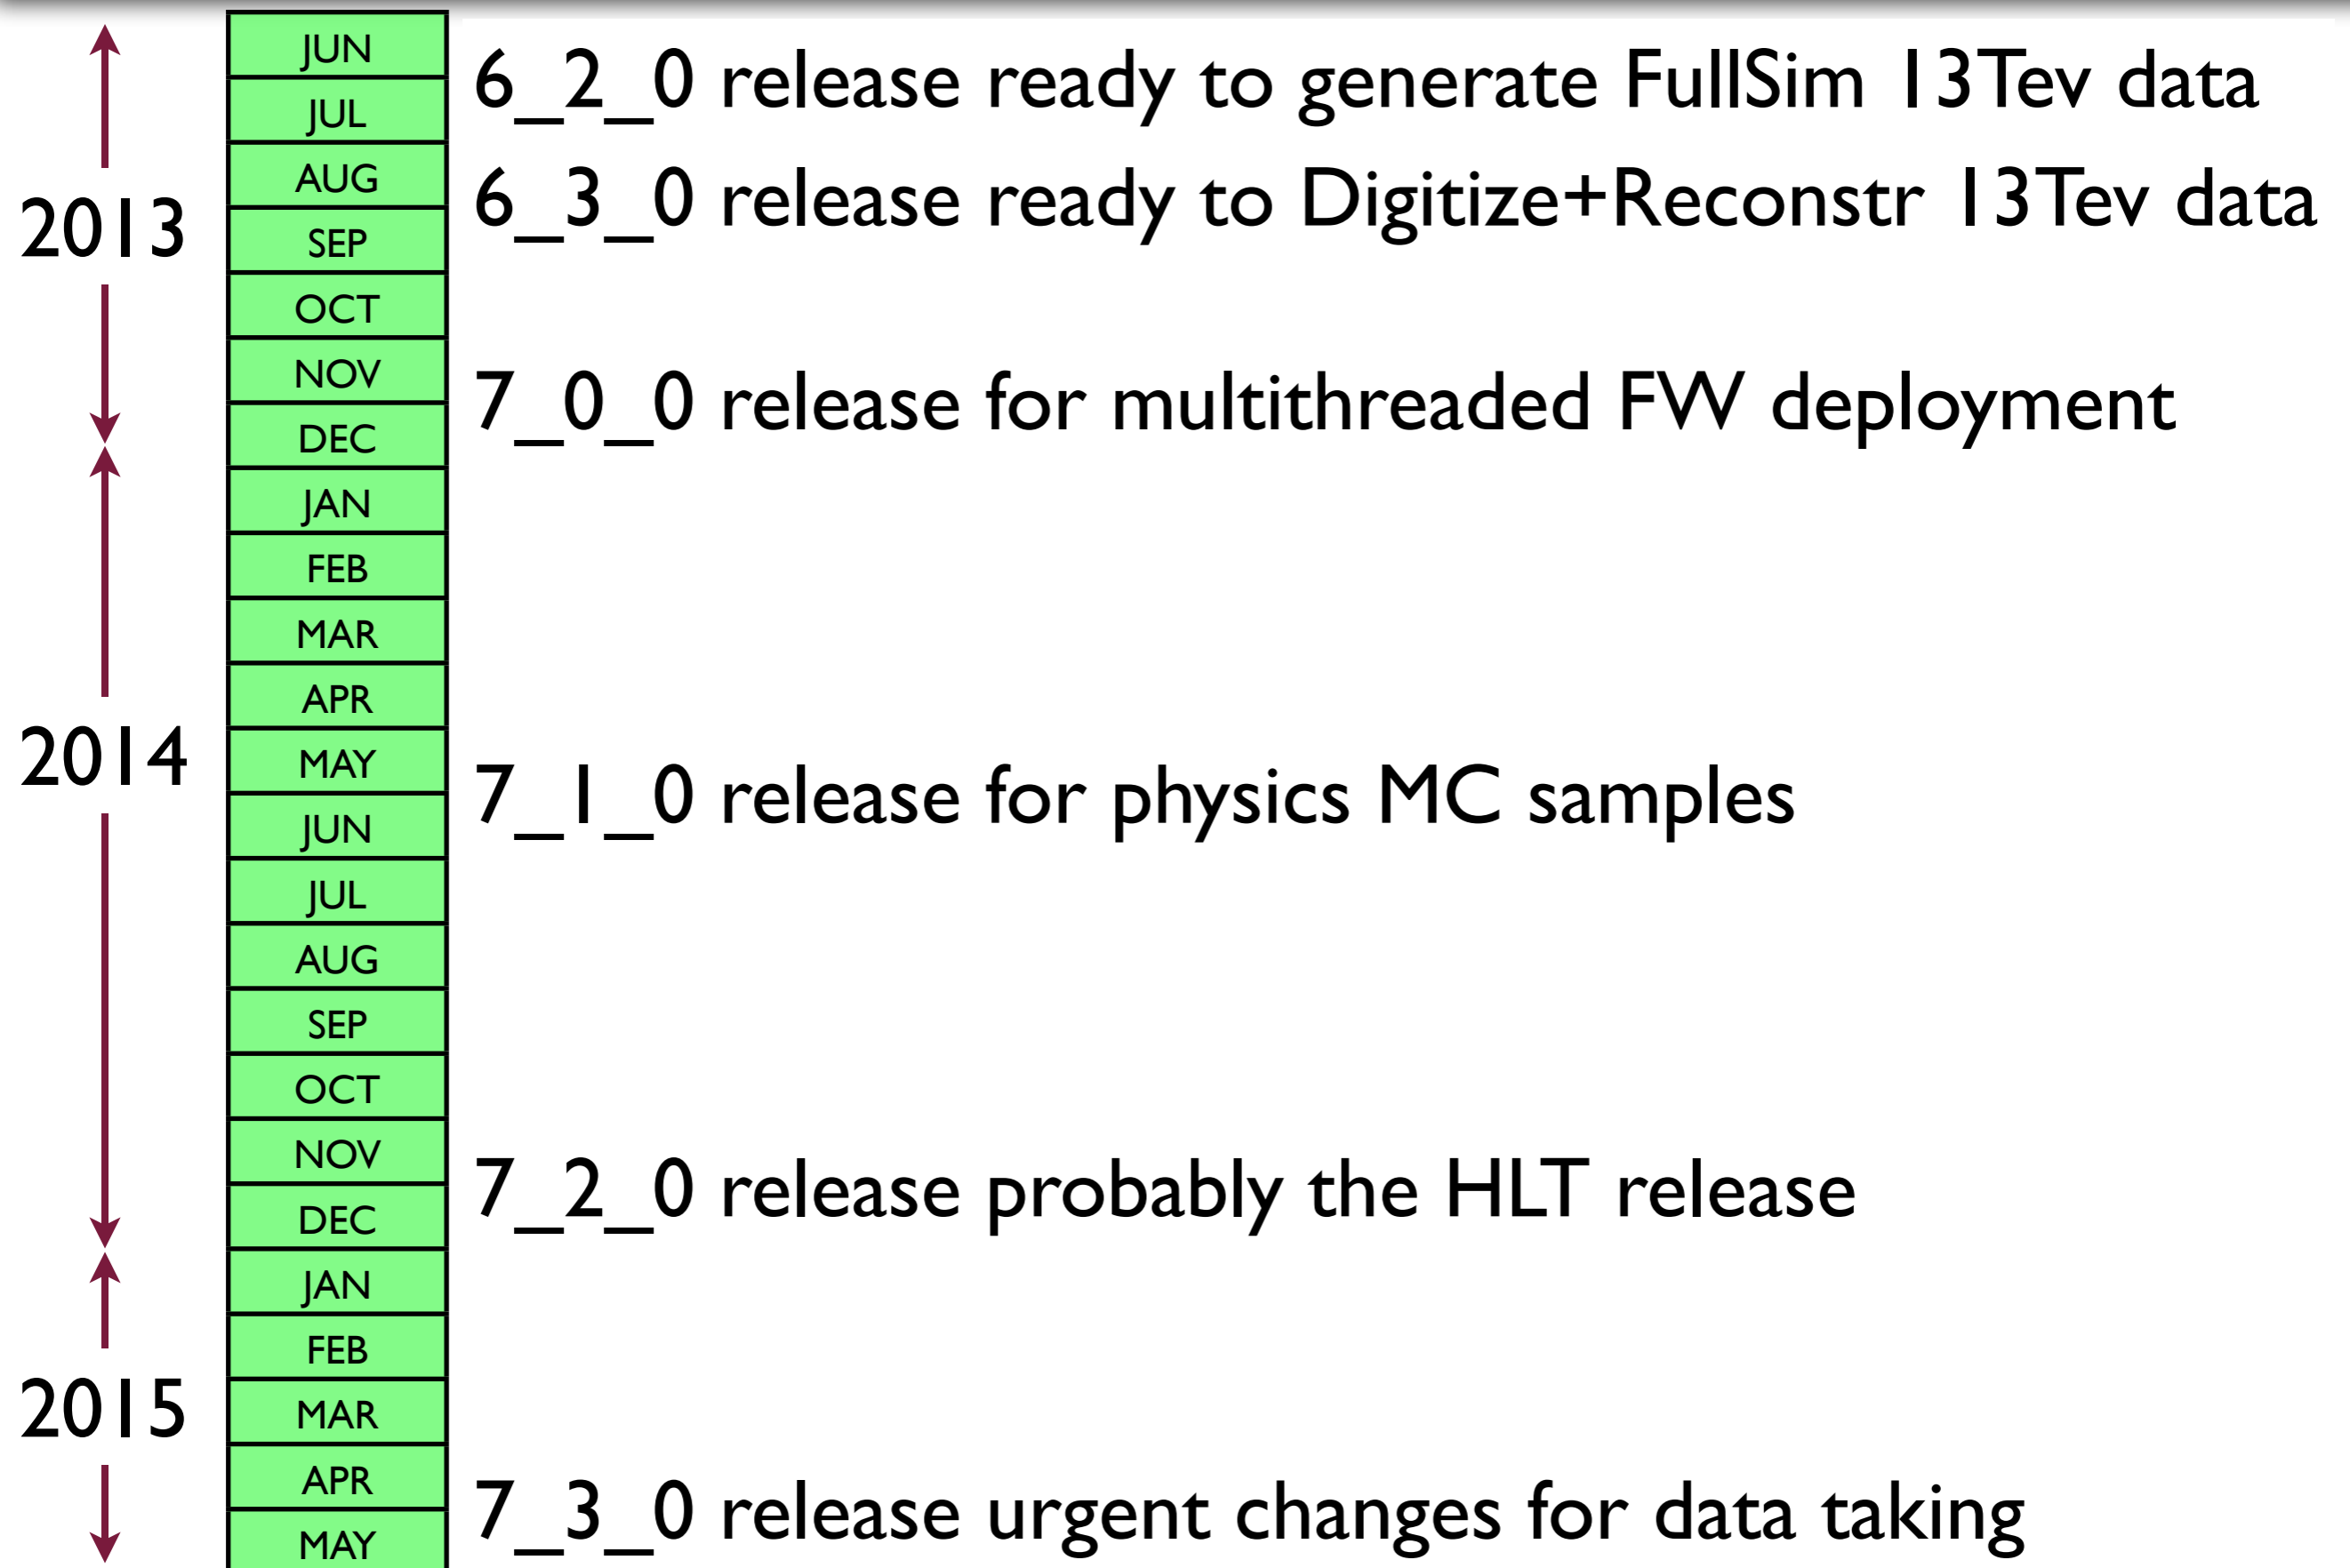 JUN
6_2_0 release ready to generate FullSim 13Tev data
JUL
AUG
6_3_0 release ready to Digitize+Reconstr 13Tev data
2013
SEP
OCT
NOV
7_0_0 release for multithreaded FW deployment
DEC
JAN
FEB
MAR
APR
2014
MAY
7_1_0 release for physics MC samples
JUN
JUL
AUG
SEP
OCT
NOV
7_2_0 release probably the HLT release
DEC
JAN
FEB
2015
MAR
APR
7_3_0 release urgent changes for data taking
MAY